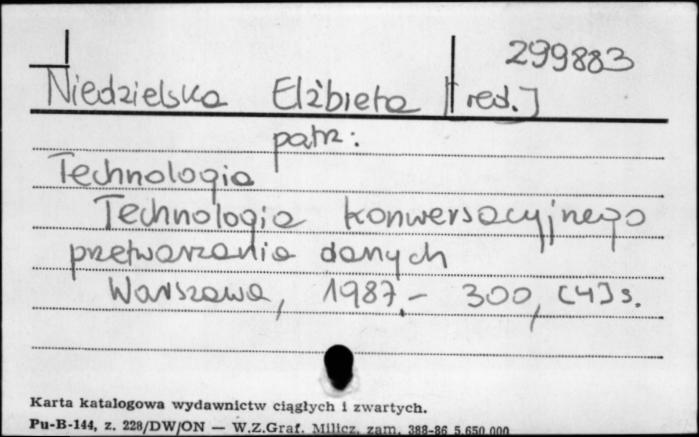 299883
Niedzielska Elżbieta [red.]
patrz:
Technologia
Technologia konwersacyjnego
przetwarzania danych
Warszawa, 1987.- 300, [4] s.
Karta katalogowa wydawnictw ciągłych i zwartych.
Pu-B-144, z. 228/DW/ON — W.Z.Graf. Milicz, zam. 388-86 5.650.000